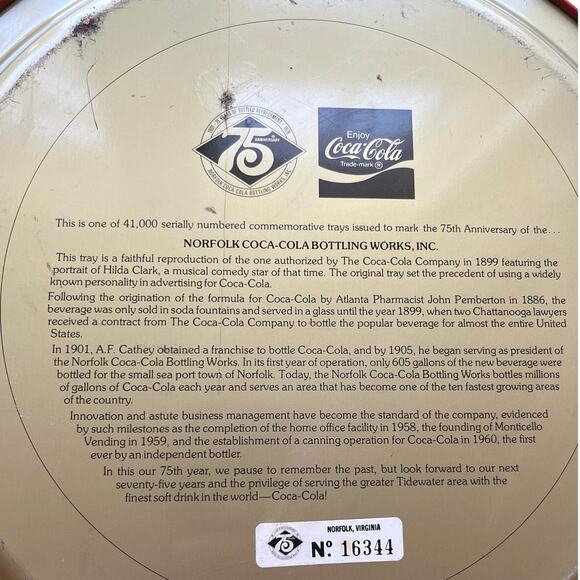 1901 · 75 YEARS OF BOTTLED REFRESHMENT · 1976
75th
ANNIVERSARY
NORFOLK COCA-COLA BOTTLING WORKS, INC.
Enjoy
Coca-Cola
Trade-mark ®
This is one of 41,000 serially numbered commemorative trays issued to mark the 75th Anniversary of the...
NORFOLK COCA-COLA BOTTLING WORKS, INC.
This tray is a faithful reproduction of the one authorized by The Coca-Cola Company in 1899 featuring the
portrait of Hilda Clark, a musical comedy star of that time. The original tray set the precedent of using a widely
known personality in advertising for Coca-Cola.
Following the origination of the formula for Coca-Cola by Atlanta Pharmacist John Pemberton in 1886, the
beverage was only sold in soda fountains and served in a glass until the year 1899, when two Chattanooga lawyers
received a contract from The Coca-Cola Company to bottle the popular beverage for almost the entire United
States.
In 1901, A.F. Cathey obtained a franchise to bottle Coca-Cola, and by 1905, he began serving as president of
the Norfolk Coca-Cola Bottling Works. In its first year of operation, only 605 gallons of the new beverage were
bottled for the small sea port town of Norfolk. Today, the Norfolk Coca-Cola Bottling Works bottles millions
of gallons of Coca-Cola each year and serves an area that has become one of the ten fastest growing areas
of the country.
Innovation and astute business management have become the standard of the company, evidenced
by such milestones as the completion of the home office facility in 1958, the founding of Monticello
Vending in 1959, and the establishment of a canning operation for Coca-Cola in 1960, the first
ever by an independent bottler.
In this our 75th year, we pause to remember the past, but look forward to our next
seventy-five years and the privilege of serving the greater Tidewater area with the
finest soft drink in the world—Coca-Cola!
75
NORFOLK, VIRGINIA
No. 16344